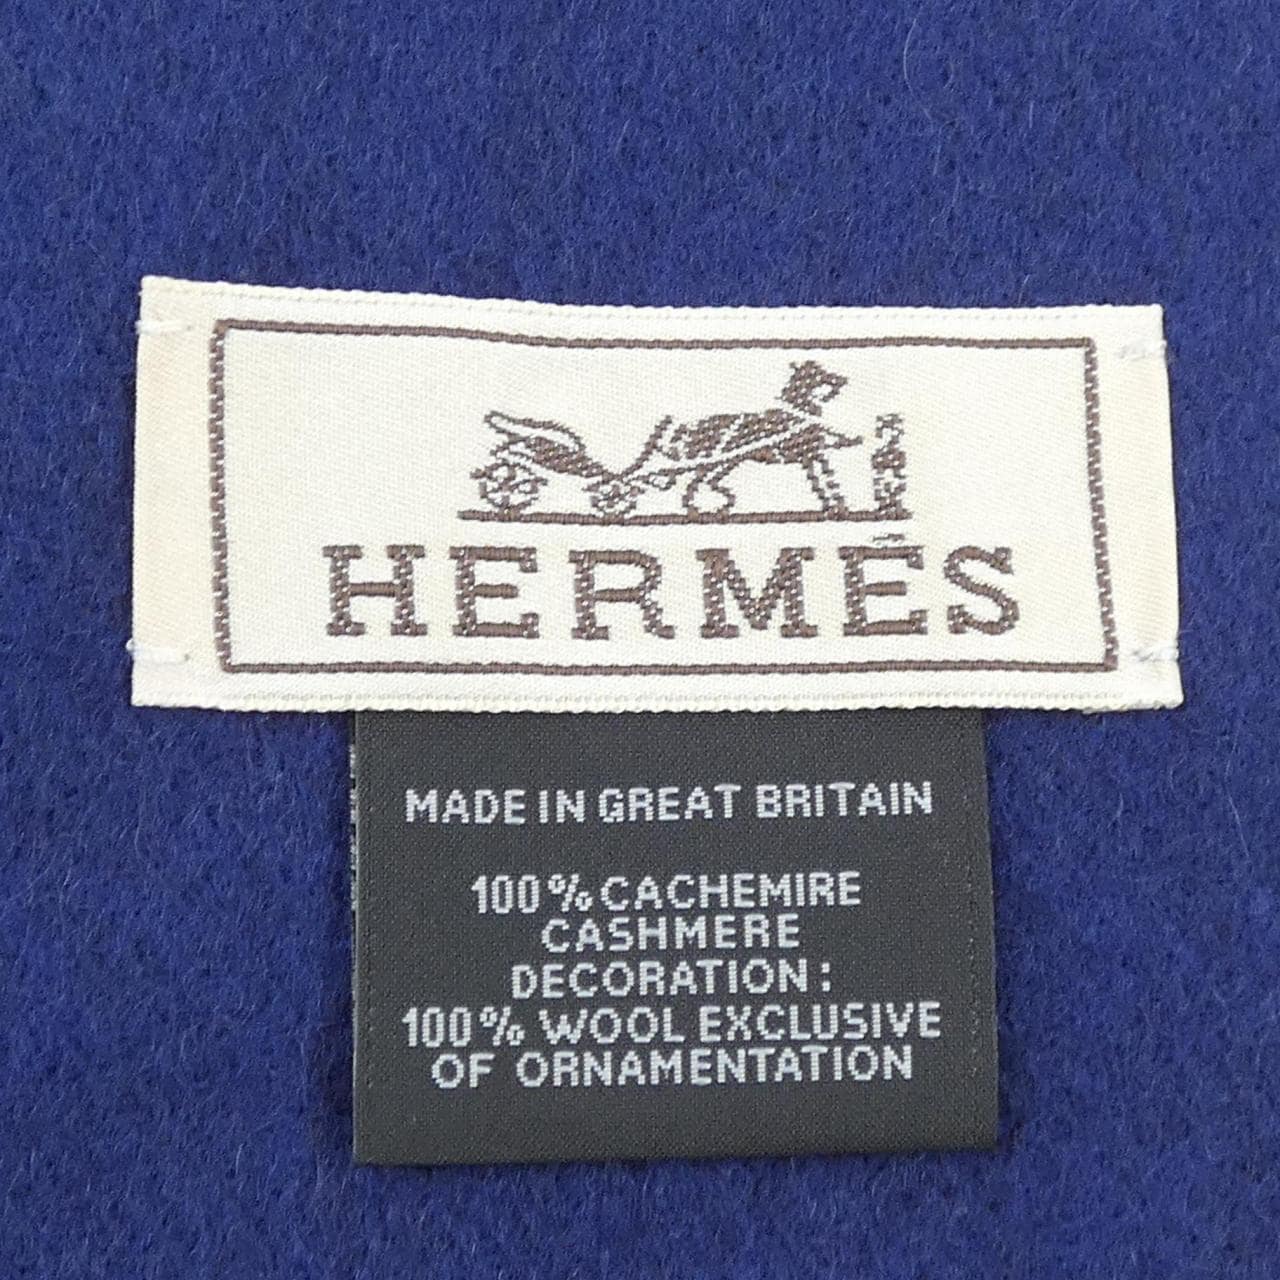 HERMÈS
MADE IN GREAT BRITAIN
100% CACHEMIRE
CASHMERE
DECORATION :
100% WOOL EXCLUSIVE
OF ORNAMENTATION